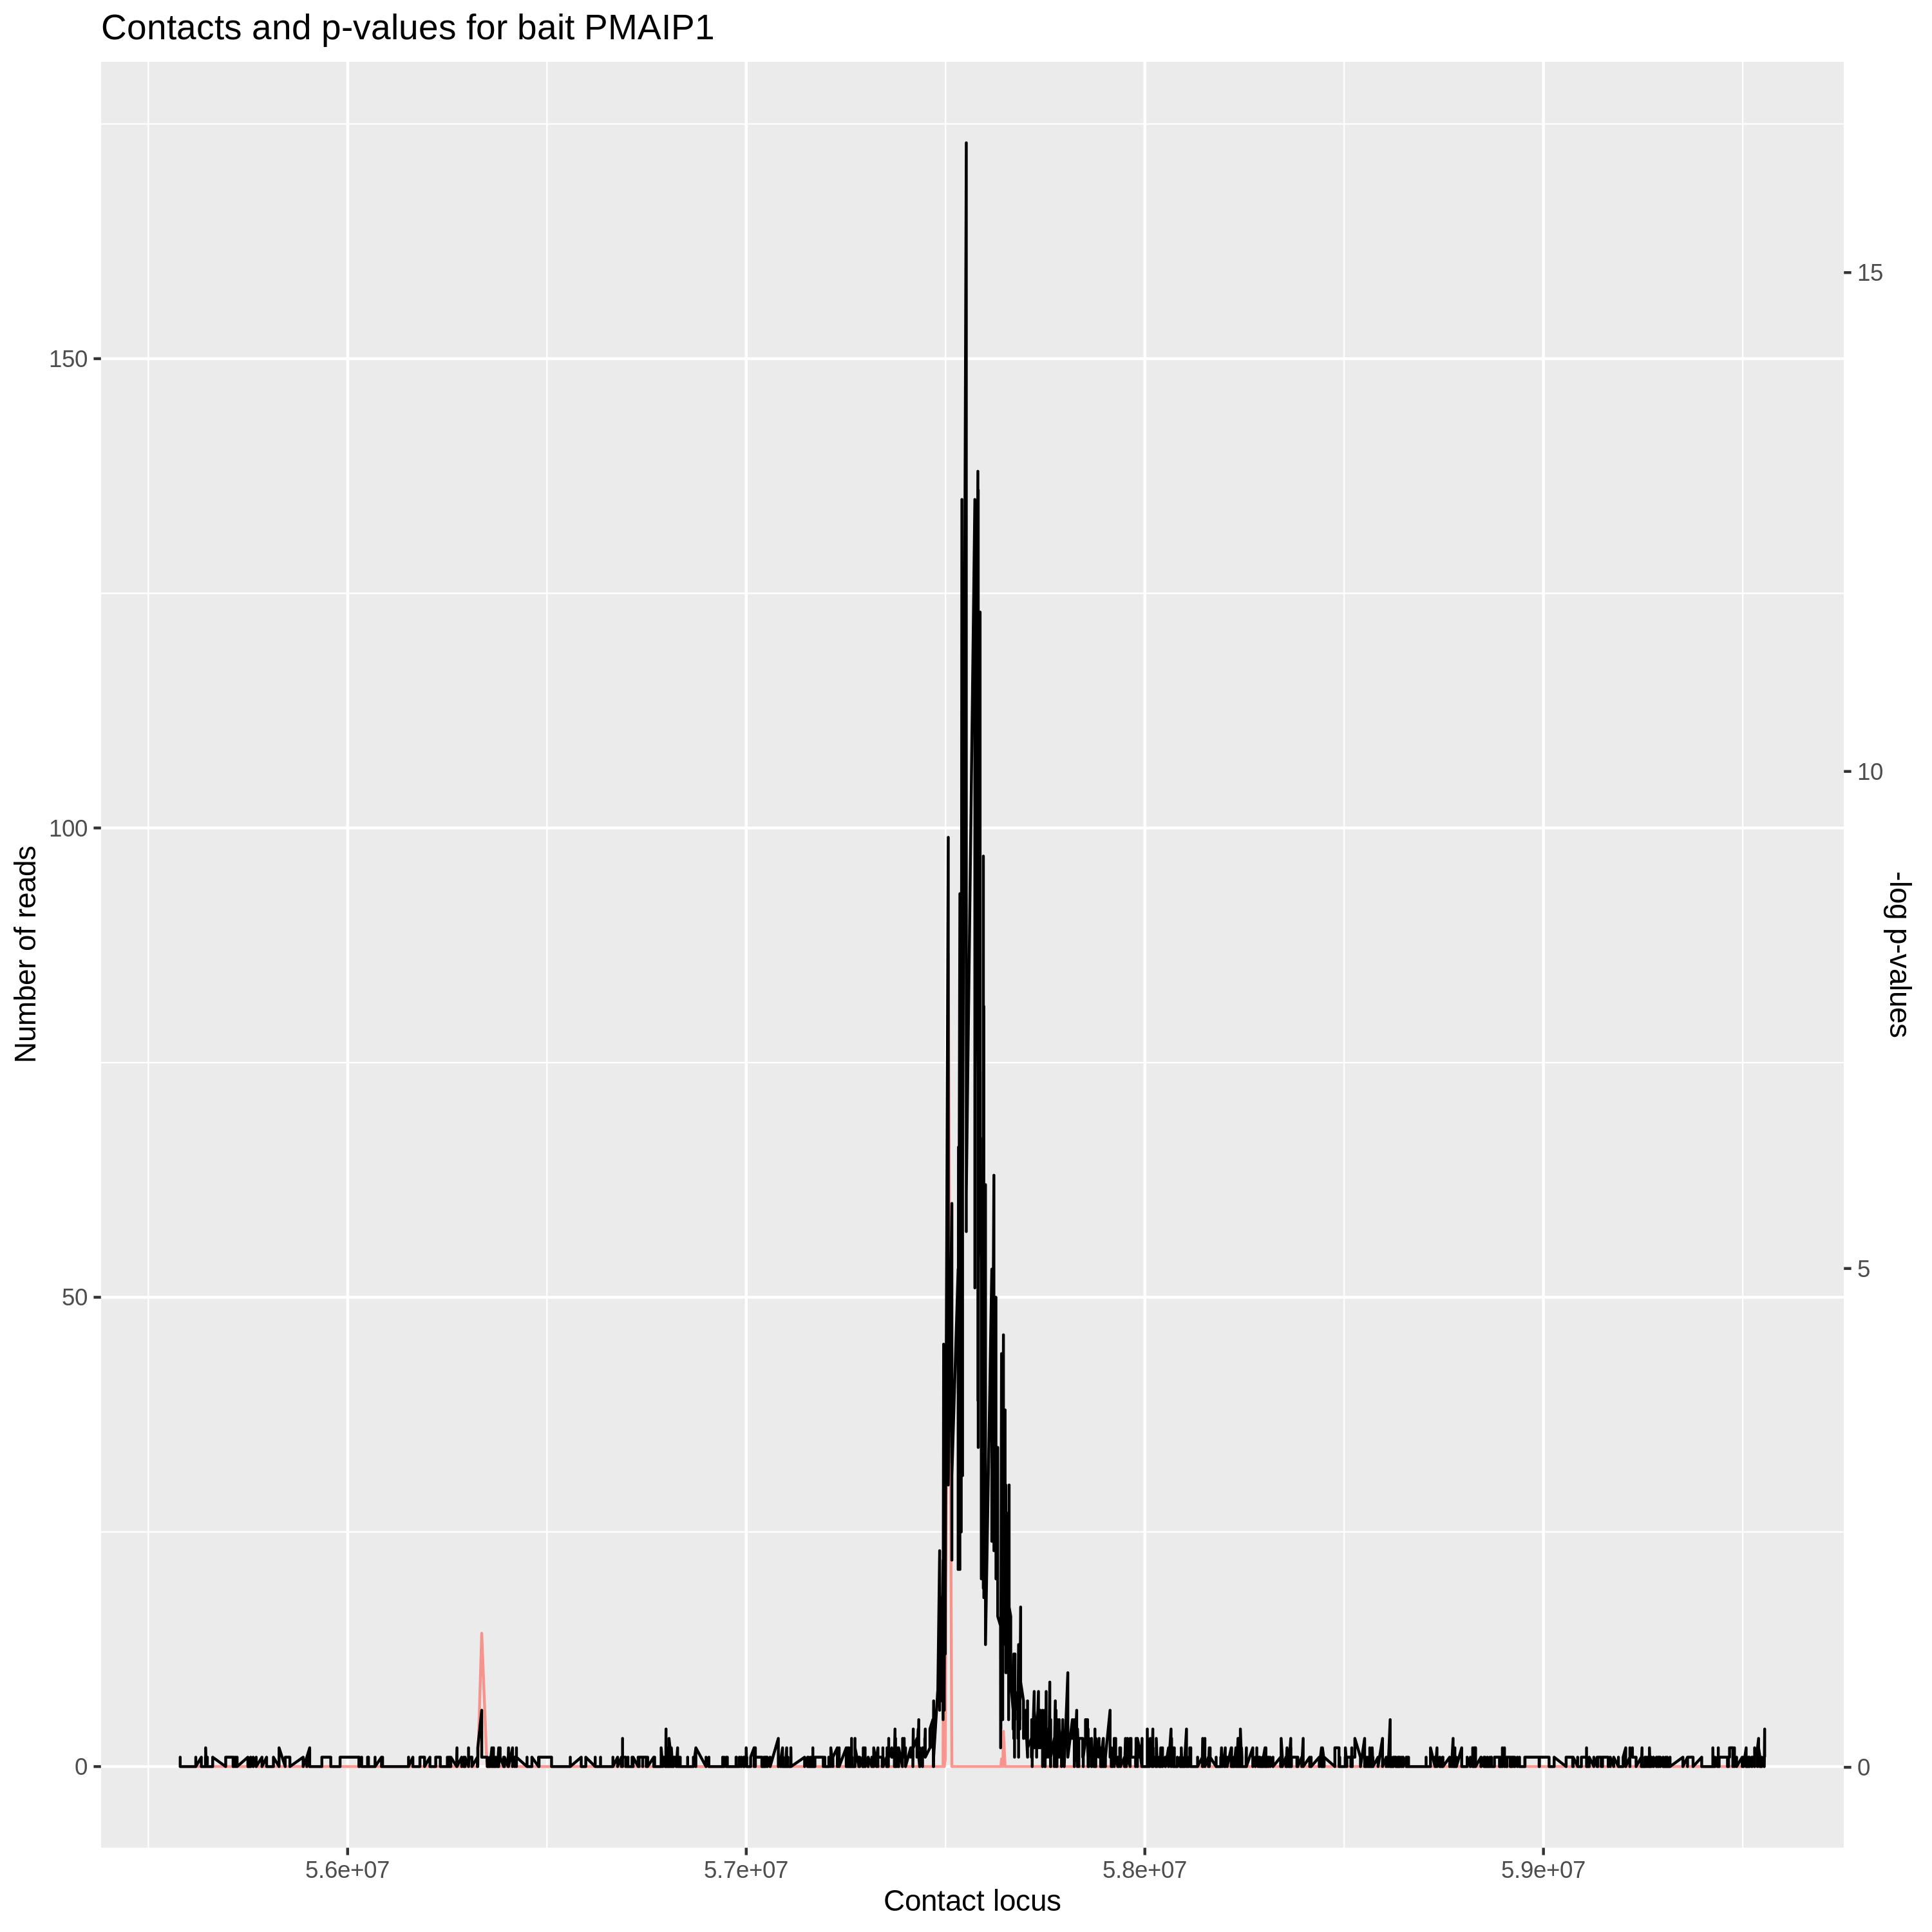 Contacts and p-values for bait PMAIP1
150
100
50
0
Number of reads
15
10
5
0
-log p-values
5.6e+07
5.7e+07
5.8e+07
5.9e+07
Contact locus